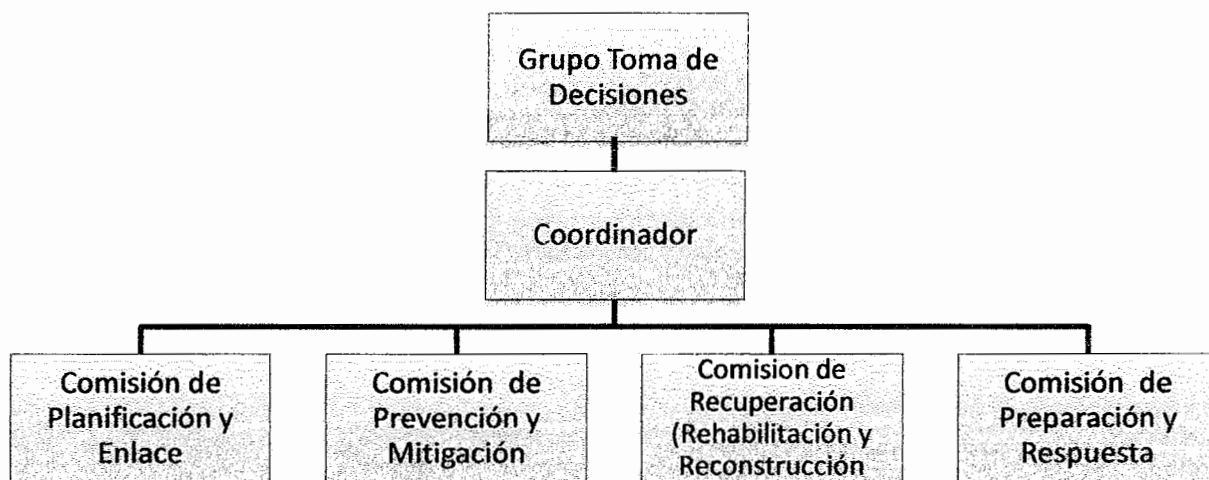 Grupo Toma de
Decisiones
Coordinador
Comisión de
Planificación y
Enlace
Comisión de
Prevención y
Mitigación
Comision de
Recuperación
(Rehabilitación y
Reconstrucción
Comisión de
Preparación y
Respuesta